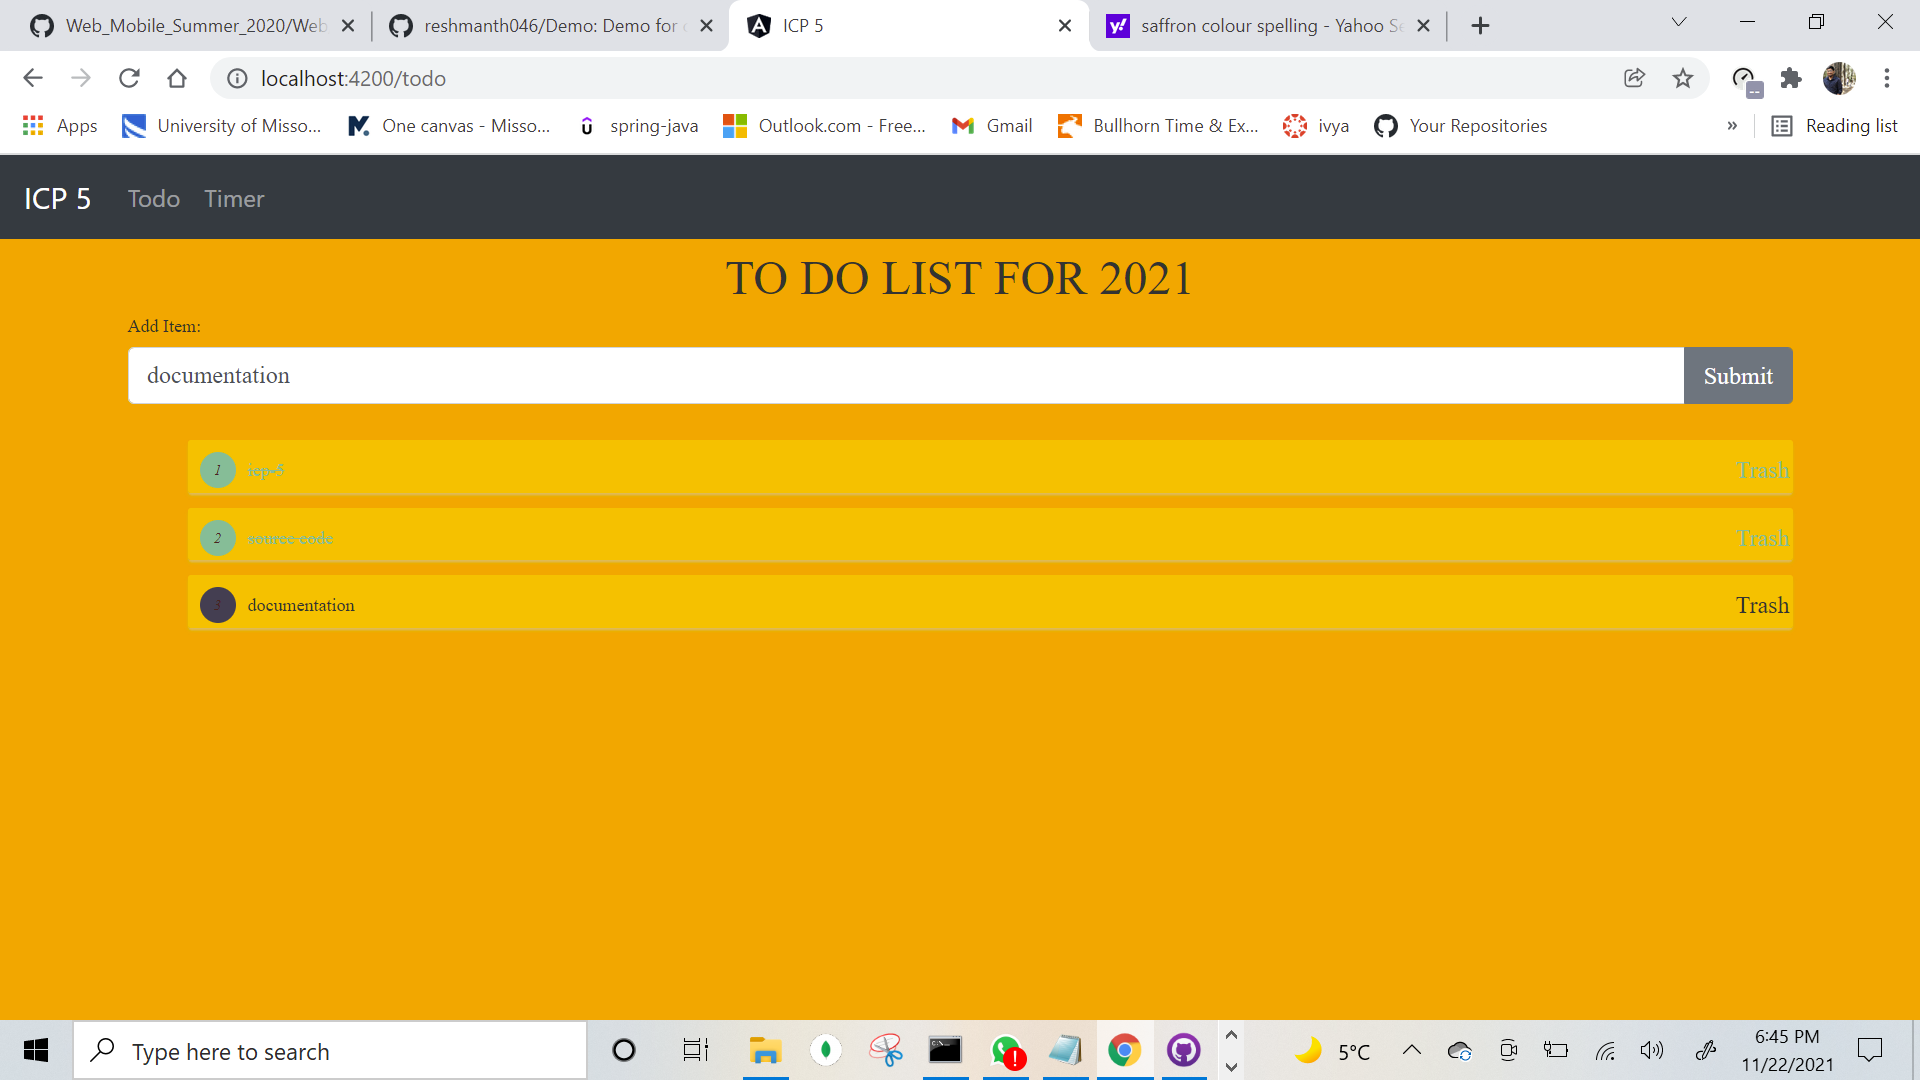 Web_Mobile_Summer_2020/Web
reshmanth046/Demo: Demo for
ICP 5
saffron colour spelling - Yahoo Se
localhost:4200/todo
Apps
University of Misso...
One canvas - Misso...
spring-java
Outlook.com - Free...
Gmail
Bullhorn Time & Ex...
ivya
Your Repositories
»
Reading list
ICP 5
Todo
Timer
TO DO LIST FOR 2021
Add Item:
documentation
Submit
1 icp-5 Trash
2 source code Trash
3 documentation Trash
Type here to search
5°C
6:45 PM
11/22/2021